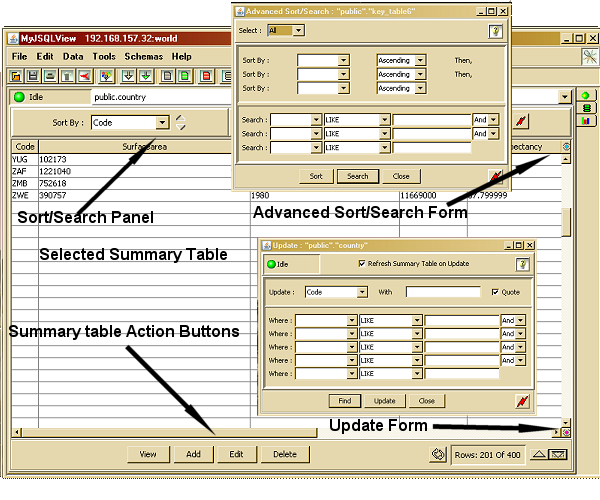 Advanced Sort/Search : "public"."key_table6"
Select : All
Sort By : Ascending Then,
Sort By : Ascending Then,
Sort By : Ascending
Search : LIKE And
Search : LIKE And
Search : LIKE
Sort Search Close
MyJSQLView 192.168.157.32:world
File Edit Data Tools Schemas Help
Idle public.country
Sort By : Code
Code Surfacearea pectancy
YUG 102173
ZAF 1221040
ZMB 752618
ZWE 390757 1980 11669000 37.799999
Sort/Search Panel
Advanced Sort/Search Form
Selected Summary Table
Update : "public"."country"
Idle Refresh Summary Table on Update
Update : Code With Quote
Where : LIKE And
Where : LIKE And
Where : LIKE And
Where : LIKE And
Where : LIKE
Find Update Close
Summary table Action Buttons
Update Form
View Add Edit Delete
Rows: 201 Of 400